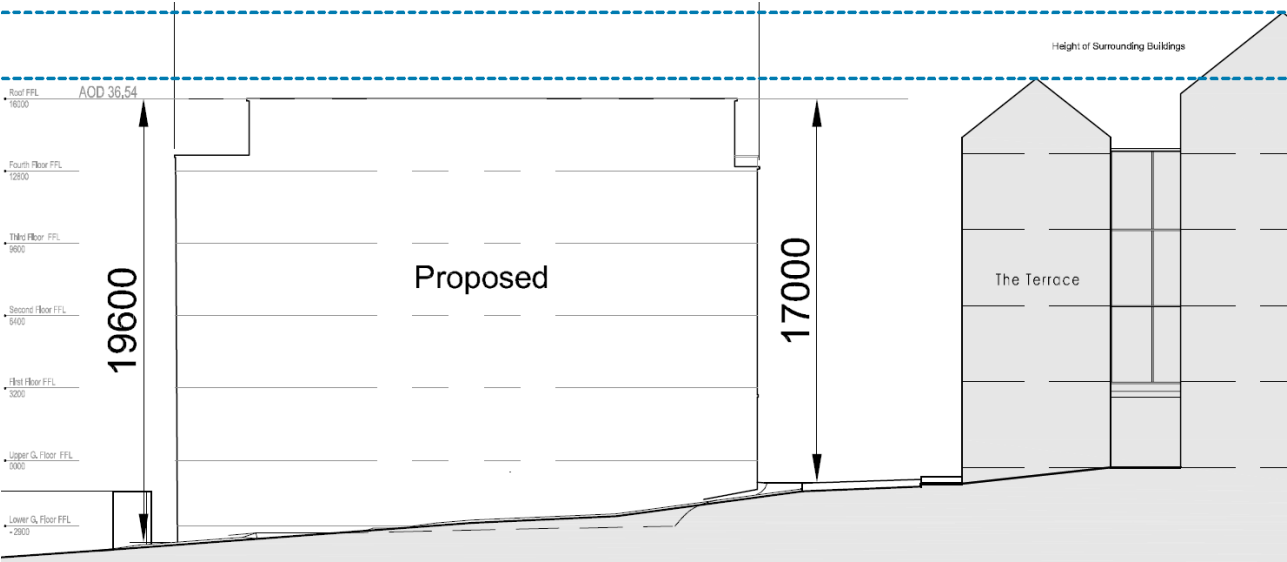 Height of Surrounding Buildings
Roof FFL
16000
AOD 36,54
Fourth Floor FFL
12800
Third Floor FFL
9600
Second Floor FFL
6400
First Floor FFL
3200
Upper G. Floor FFL
0000
Lower G. Floor FFL
-2900
19600
Proposed
17000
The Terrace